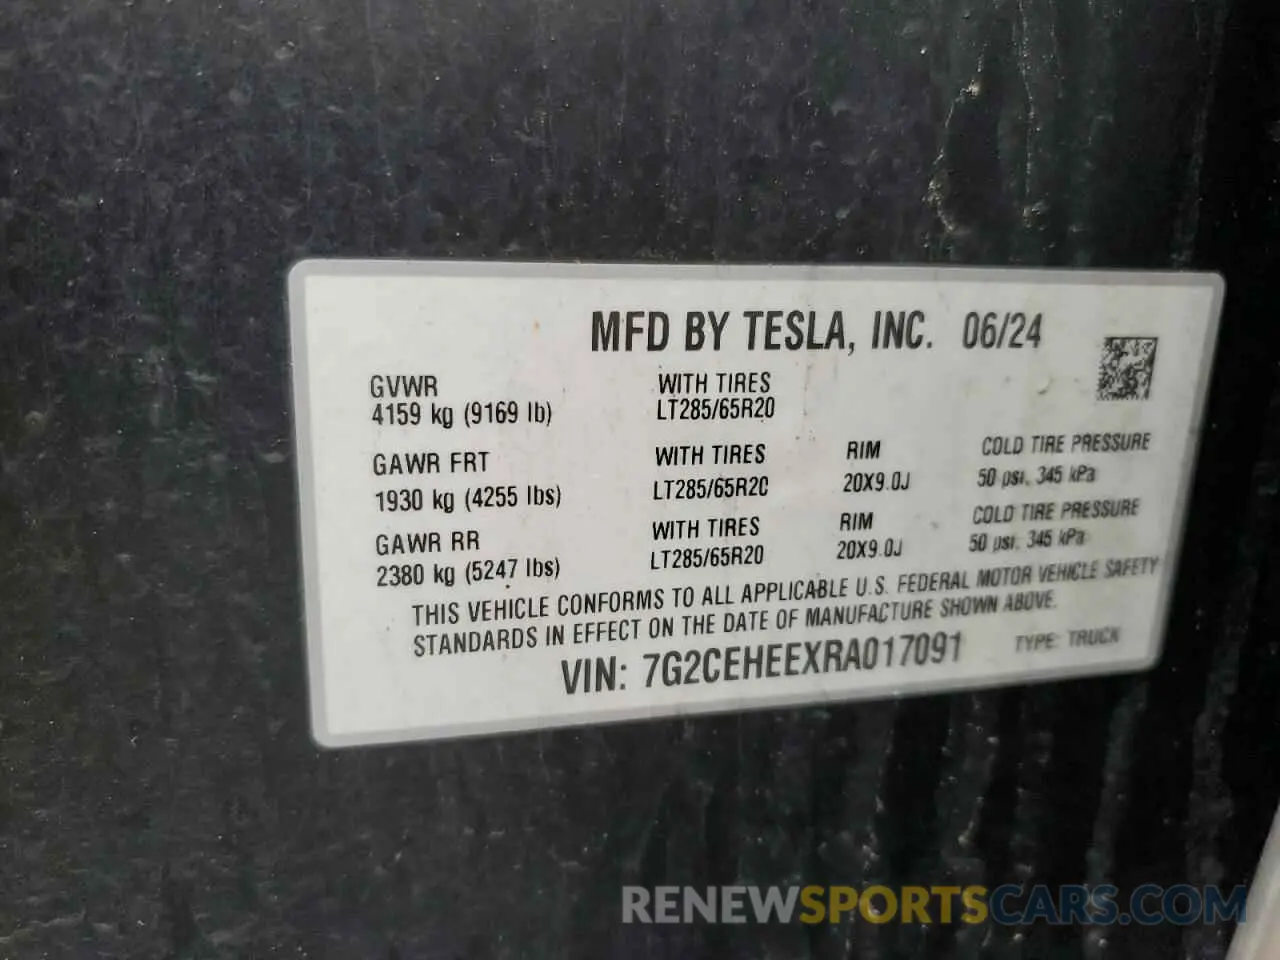 MFD BY TESLA, INC. 06/24
GVWR WITH TIRES
4159 kg (9169 lb) LT285/65R20
GAWR FRT WITH TIRES RIM COLD TIRE PRESSURE
1930 kg (4255 lbs) LT285/65R20 20X9.0J 50 psi, 345 kPa
GAWR RR WITH TIRES RIM COLD TIRE PRESSURE
2380 kg (5247 lbs) LT285/65R20 20X9.0J 50 psi, 345 kPa
THIS VEHICLE CONFORMS TO ALL APPLICABLE U.S. FEDERAL MOTOR VEHICLE SAFETY
STANDARDS IN EFFECT ON THE DATE OF MANUFACTURE SHOWN ABOVE.
VIN: 7G2CEHEEXRA017091 TYPE: TRUCK
RENEWSPORTSCARS.COM